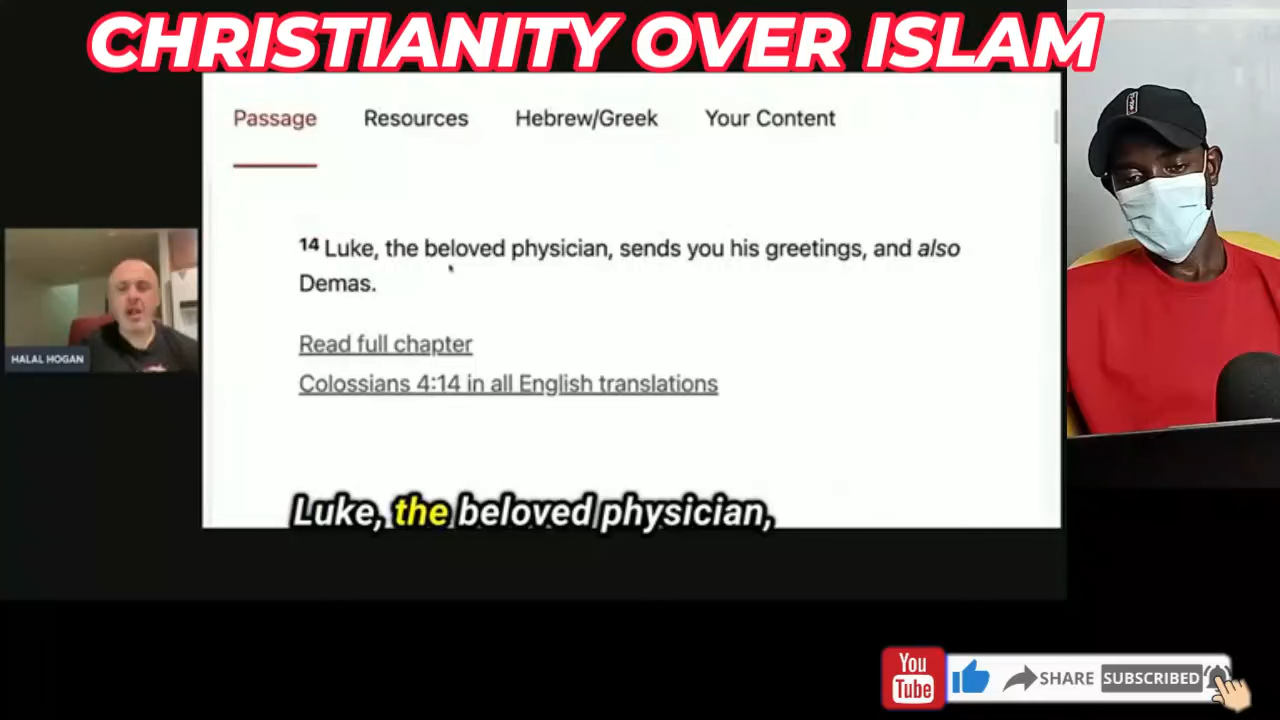 CHRISTIANITY OVER ISLAM
Passage Resources Hebrew/Greek Your Content
14 Luke, the beloved physician, sends you his greetings, and also
Demas.
Read full chapter
Colossians 4:14 in all English translations
HALAL HOGAN
Luke, the beloved physician,
You
Tube
SHARE
SUBSCRIBED